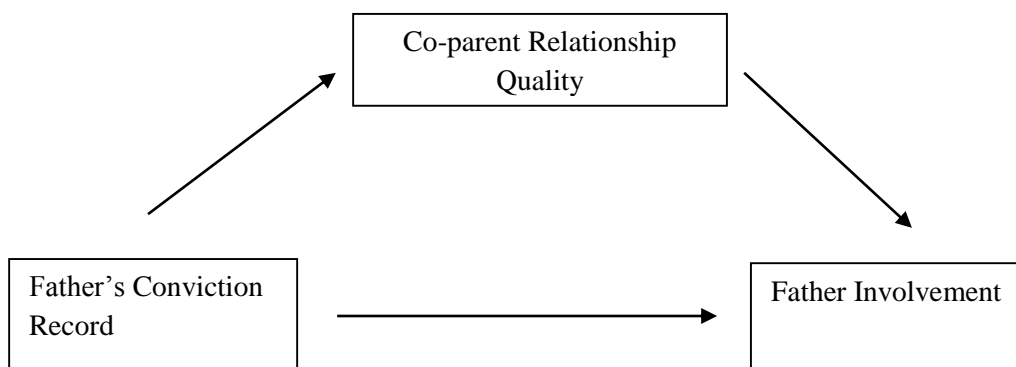 Co-parent Relationship
Quality
Father’s Conviction
Record
Father Involvement